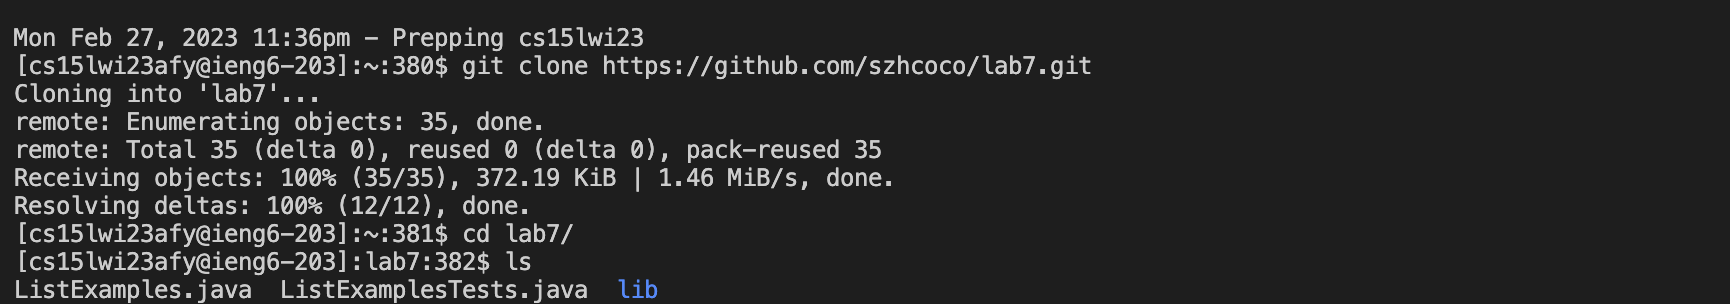 Mon Feb 27, 2023 11:36pm - Prepping cs15lwi23
[cs15lwi23afy@ieng6-203]:~:380$ git clone https://github.com/szhcoco/lab7.git
Cloning into 'lab7'...
remote: Enumerating objects: 35, done.
remote: Total 35 (delta 0), reused 0 (delta 0), pack-reused 35
Receiving objects: 100% (35/35), 372.19 KiB | 1.46 MiB/s, done.
Resolving deltas: 100% (12/12), done.
[cs15lwi23afy@ieng6-203]:~:381$ cd lab7/
[cs15lwi23afy@ieng6-203]:lab7:382$ ls
ListExamples.java  ListExamplesTests.java  lib